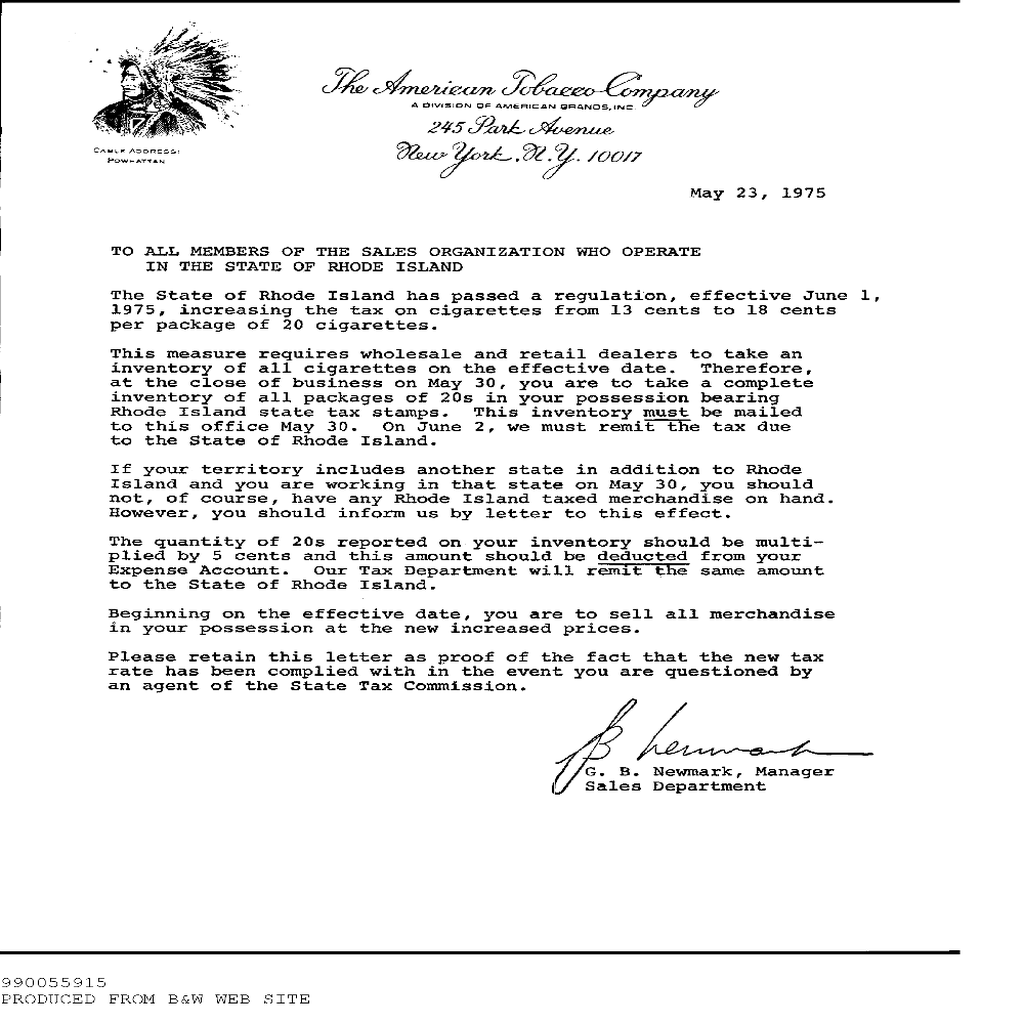 The American Tobacco Company
A DIVISION OF AMERICAN BRANDS, INC.
245 Park Avenue
New York, N.Y. 10017
CABLE ADDRESS:
POWHATTAN
May 23, 1975
TO ALL MEMBERS OF THE SALES ORGANIZATION WHO OPERATE
IN THE STATE OF RHODE ISLAND
The State of Rhode Island has passed a regulation, effective June 1,
1975, increasing the tax on cigarettes from 13 cents to 18 cents
per package of 20 cigarettes.
This measure requires wholesale and retail dealers to take an
inventory of all cigarettes on the effective date. Therefore,
at the close of business on May 30, you are to take a complete
inventory of all packages of 20s in your possession bearing
Rhode Island state tax stamps. This inventory must be mailed
to this office May 30. On June 2, we must remit the tax due
to the State of Rhode Island.
If your territory includes another state in addition to Rhode
Island and you are working in that state on May 30, you should
not, of course, have any Rhode Island taxed merchandise on hand.
However, you should inform us by letter to this effect.
The quantity of 20s reported on your inventory should be multi-
plied by 5 cents and this amount should be deducted from your
Expense Account. Our Tax Department will remit the same amount
to the State of Rhode Island.
Beginning on the effective date, you are to sell all merchandise
in your possession at the new increased prices.
Please retain this letter as proof of the fact that the new tax
rate has been complied with in the event you are questioned by
an agent of the State Tax Commission.
G. B. Newmark, Manager
Sales Department
990055915
PRODUCED FROM B&W WEB SITE